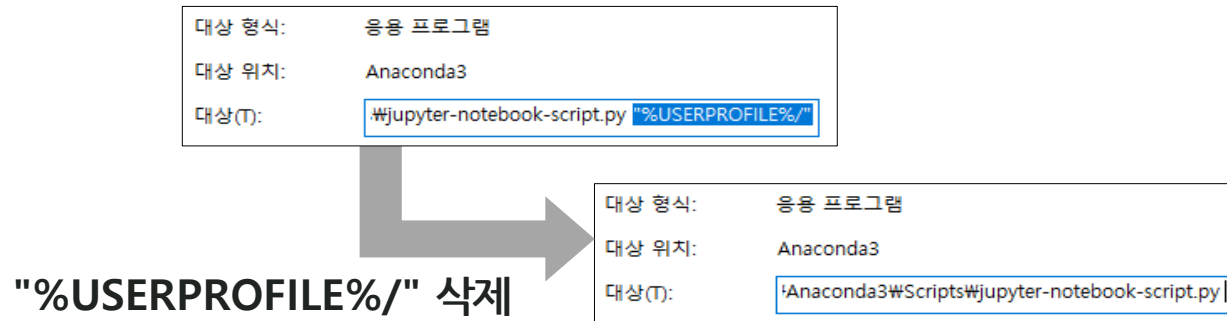 대상 형식: 응용 프로그램
대상 위치: Anaconda3
대상(T): ₩jupyter-notebook-script.py "%USERPROFILE%/"
대상 형식: 응용 프로그램
대상 위치: Anaconda3
대상(T): Anaconda3₩Scripts₩jupyter-notebook-script.py
"%USERPROFILE%/" 삭제